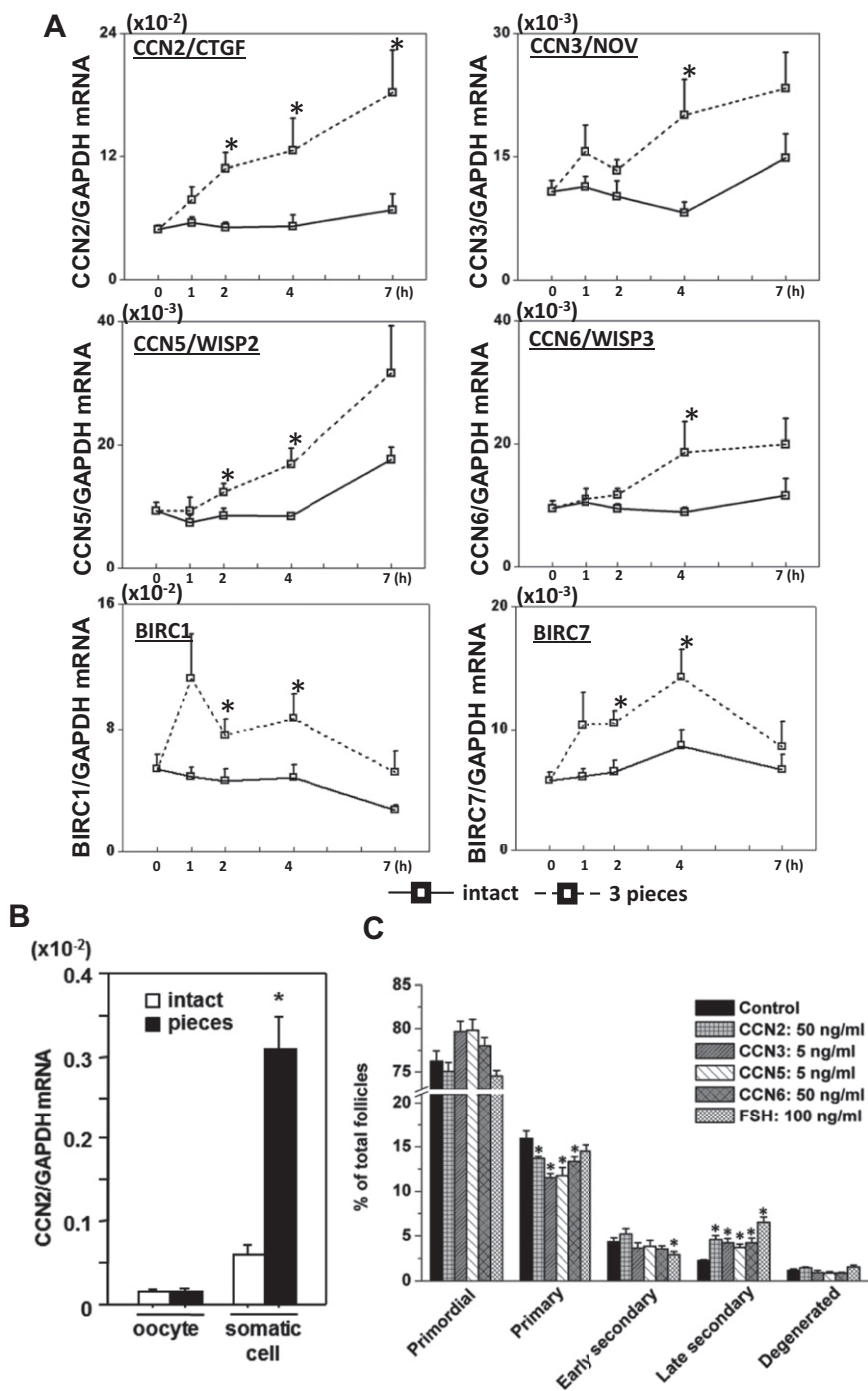 A
(x10-2)
CCN2/CTGF
24
12
0
CCN2/GAPDH mRNA
0 1 2 4 7 (h)
* * *
(x10-3)
CCN3/NOV
30
15
0
CCN3/GAPDH mRNA
0 1 2 4 7 (h)
*
(x10-3)
CCN5/WISP2
40
20
0
CCN5/GAPDH mRNA
0 1 2 4 7 (h)
* *
(x10-3)
CCN6/WISP3
40
20
0
CCN6/GAPDH mRNA
0 1 2 4 7 (h)
*
(x10-2)
BIRC1
16
8
0
BIRC1/GAPDH mRNA
0 1 2 4 7 (h)
* *
(x10-3)
BIRC7
20
10
0
BIRC7/GAPDH mRNA
0 1 2 4 7 (h)
* *
intact 3 pieces
B
(x10-2)
0.4
0.3
0.2
0.1
0
CCN2/GAPDH mRNA
intact
pieces
*
oocyte somatic
cell
C
85
80
75
20
15
10
5
0
% of total follicles
Control
CCN2: 50 ng/ml
CCN3: 5 ng/ml
CCN5: 5 ng/ml
CCN6: 50 ng/ml
FSH: 100 ng/ml
* * * *
*
* * * * *
Primordial
Primary
Early secondary
Late secondary
Degenerated